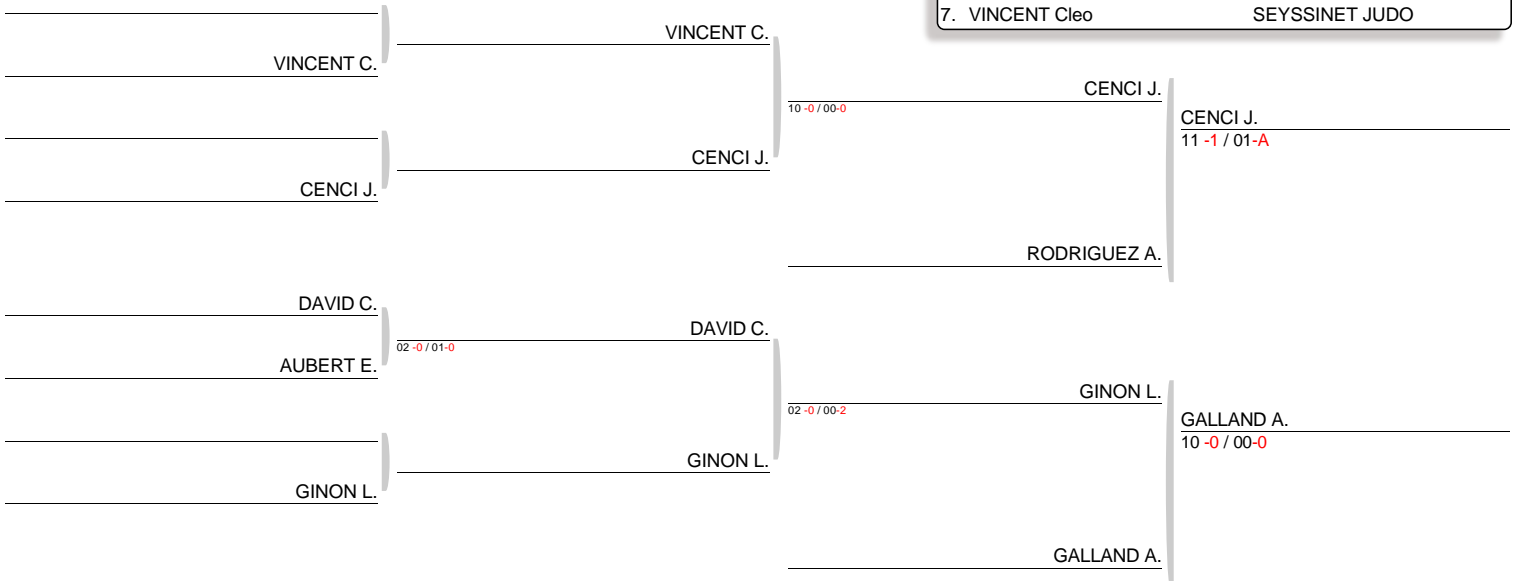 7. VINCENT Cleo SEYSSINET JUDO
VINCENT C.
VINCENT C.
CENCI J.
10 -0 / 00-0
CENCI J.
11 -1 / 01-A
CENCI J.
CENCI J.
RODRIGUEZ A.
DAVID C.
DAVID C.
02 -0 / 01-0
AUBERT E.
GINON L.
02 -0 / 00-2
GALLAND A.
10 -0 / 00-0
GINON L.
GINON L.
GALLAND A.